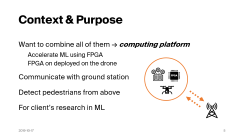 Context & Purpose
Want to combine all of them → computing platform
Accelerate ML using FPGA
FPGA on deployed on the drone
Communicate with ground station
Detect pedestrians from above
For client's research in ML